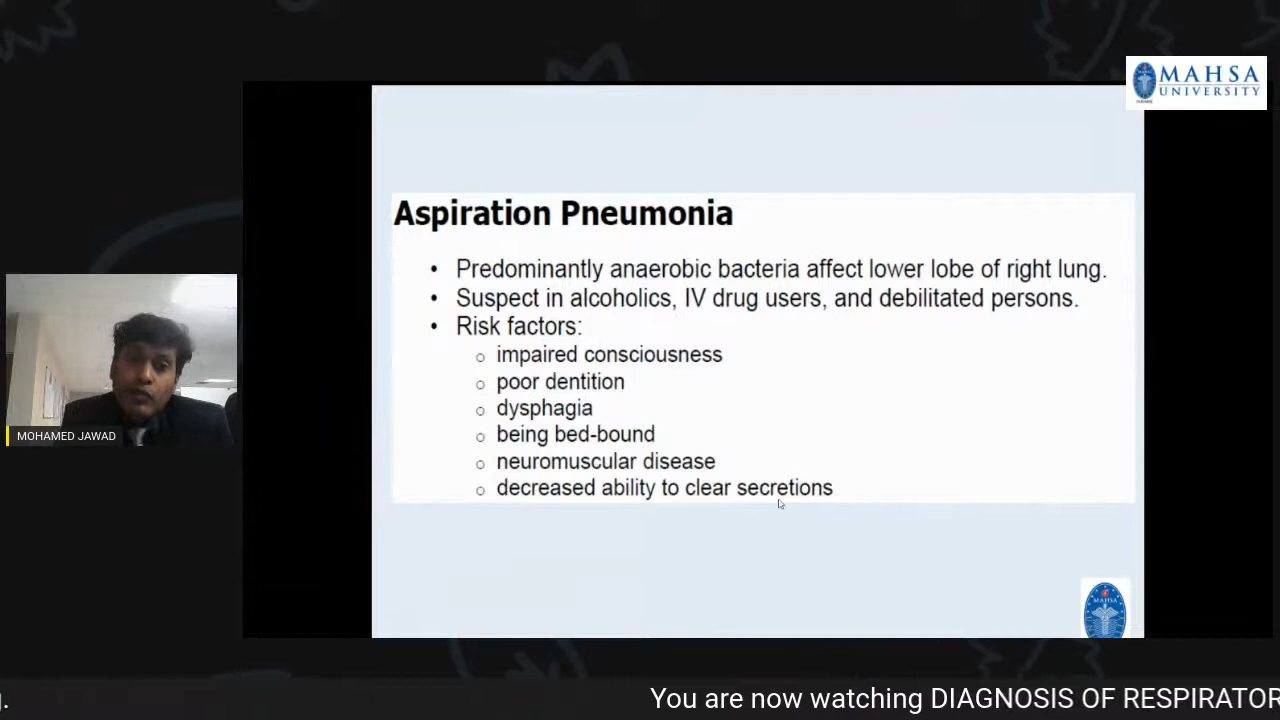 MAHSA
UNIVERSITY
Aspiration Pneumonia
• Predominantly anaerobic bacteria affect lower lobe of right lung.
• Suspect in alcoholics, IV drug users, and debilitated persons.
• Risk factors:
o impaired consciousness
o poor dentition
o dysphagia
o being bed-bound
o neuromuscular disease
o decreased ability to clear secretions
MOHAMED JAWAD
MAHSA
You are now watching DIAGNOSIS OF RESPIRATOR